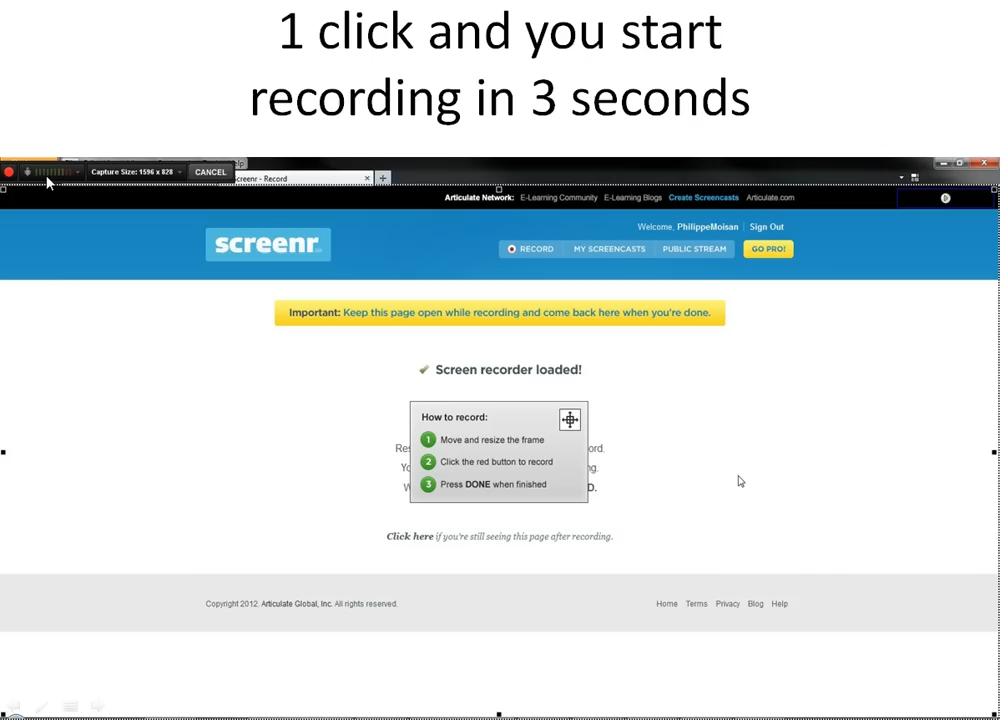 1 click and you start
recording in 3 seconds
Capture Size: 1596 x 828
CANCEL
Screenr - Record
Articulate Network: E-Learning Community E-Learning Blogs Create Screencasts Articulate.com
Welcome, PhilippeMoisan Sign Out
screenr
RECORD MY SCREENCASTS PUBLIC STREAM GO PRO!
Important: Keep this page open while recording and come back here when you're done.
Screen recorder loaded!
How to record:
1 Move and resize the frame
2 Click the red button to record
3 Press DONE when finished
Click here if you're still seeing this page after recording.
Copyright 2012. Articulate Global, Inc. All rights reserved.
Home Terms Privacy Blog Help